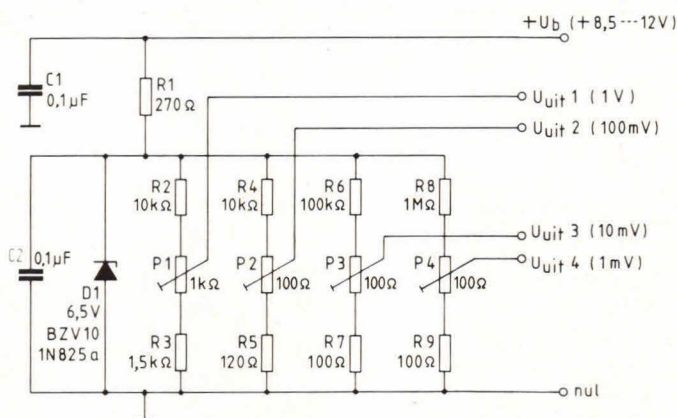 +Ub (+8,5---12V)
C1
0,1µF
R1
270Ω
Uuit 1 (1V)
Uuit 2 (100mV)
R2
10kΩ
R4
10kΩ
R6
100kΩ
R8
1MΩ
C2
0,1µF
P1
1kΩ
P2
100Ω
P3
100Ω
P4
100Ω
Uuit 3 (10mV)
Uuit 4 (1mV)
D1
6,5V
BZV10
1N825a
R3
1,5kΩ
R5
120Ω
R7
100Ω
R9
100Ω
nul